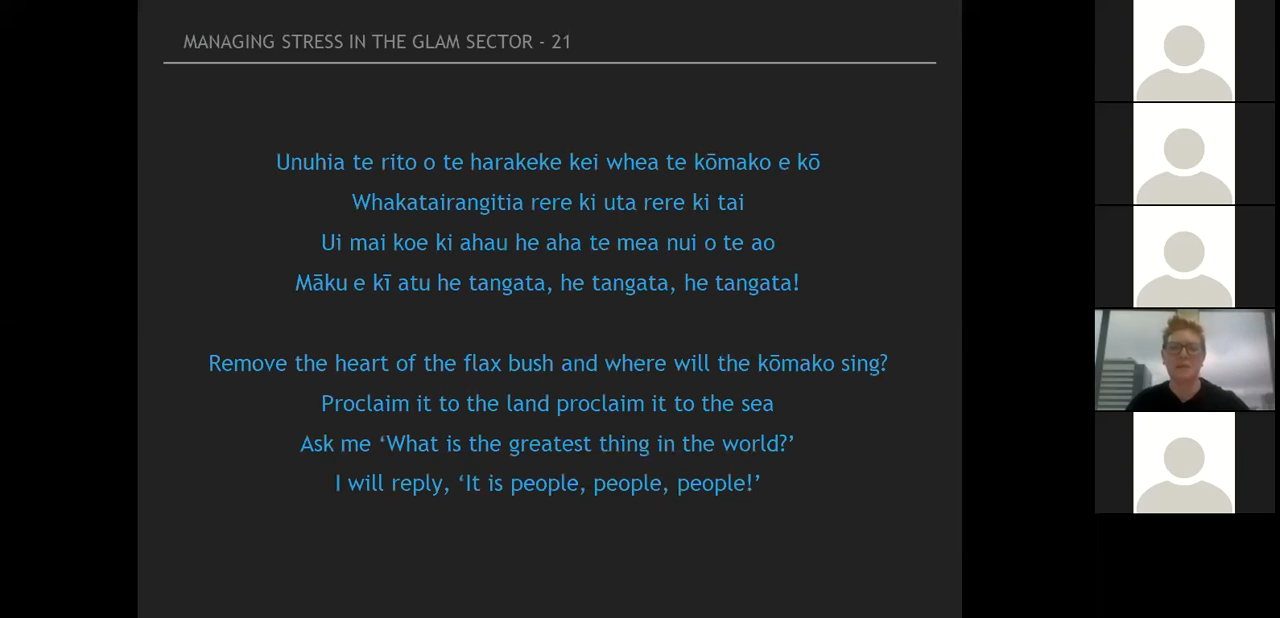 MANAGING STRESS IN THE GLAM SECTOR - 21
Unuhia te rito o te harakeke kei whea te kōmako e kō
Whakatairangitia rere ki uta rere ki tai
Ui mai koe ki ahau he aha te mea nui o te ao
Māku e kī atu he tangata, he tangata, he tangata!
Remove the heart of the flax bush and where will the kōmako sing?
Proclaim it to the land proclaim it to the sea
Ask me ‘What is the greatest thing in the world?’
I will reply, ‘It is people, people, people!’